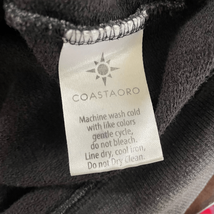 COASTAORO
Machine wash cold
with like colors
gentle cycle,
do not bleach.
Line dry, cool iron,
Do not Dry clean.